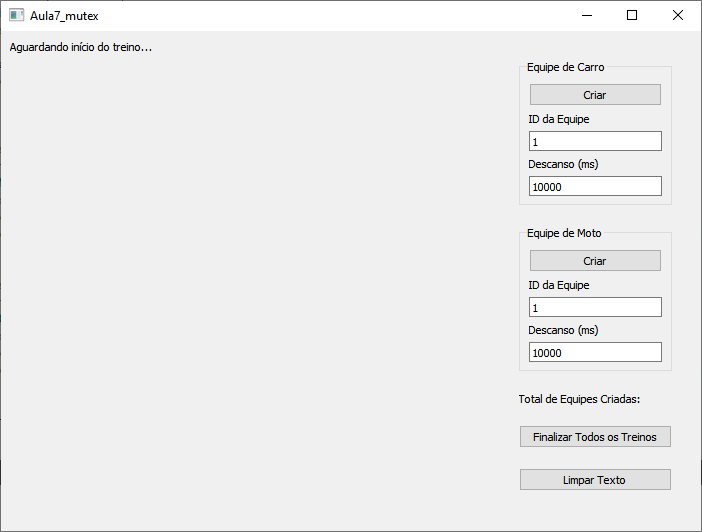 Aula7_mutex
Aguardando início do treino...
Equipe de Carro
Criar
ID da Equipe
1
Descanso (ms)
10000
Equipe de Moto
Criar
ID da Equipe
1
Descanso (ms)
10000
Total de Equipes Criadas:
Finalizar Todos os Treinos
Limpar Texto